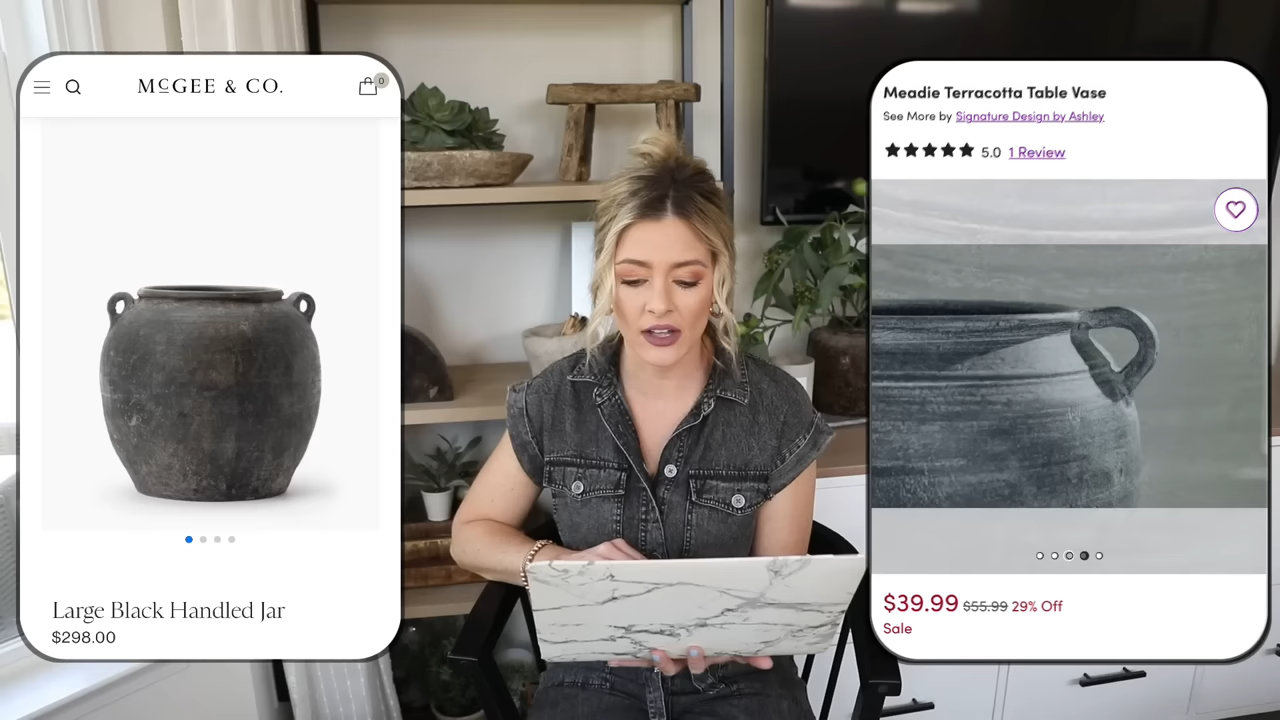 McGEE & CO.
0
Large Black Handled Jar
$298.00
Meadie Terracotta Table Vase
See More by Signature Design by Ashley
5.0 1 Review
$39.99 $55.99 29% Off
Sale